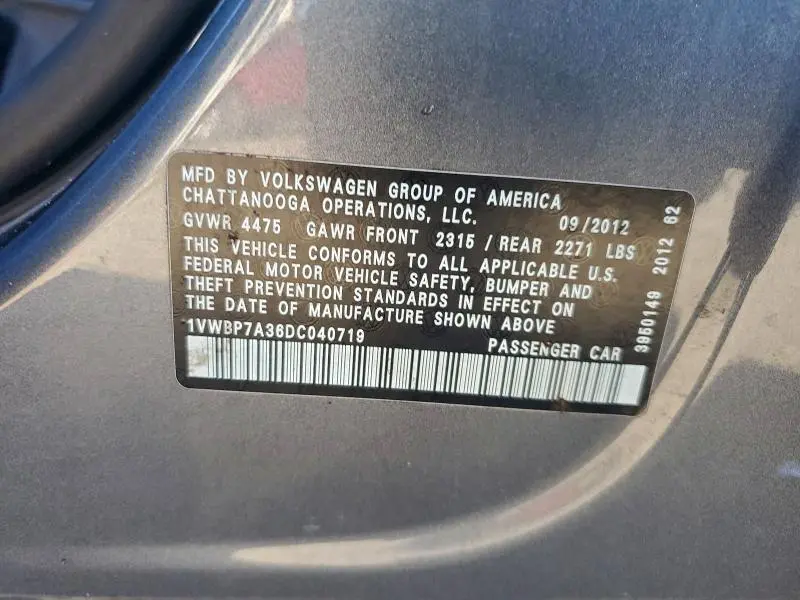 MFD BY VOLKSWAGEN GROUP OF AMERICA
CHATTANOOGA OPERATIONS, LLC. 09/2012
GVWR 4475 GAWR FRONT 2315 / REAR 2271 LBS
THIS VEHICLE CONFORMS TO ALL APPLICABLE U.S.
FEDERAL MOTOR VEHICLE SAFETY, BUMPER AND
THEFT PREVENTION STANDARDS IN EFFECT ON
THE DATE OF MANUFACTURE SHOWN ABOVE
1VWBP7A36DC040719 PASSENGER CAR
3950149 2012 62